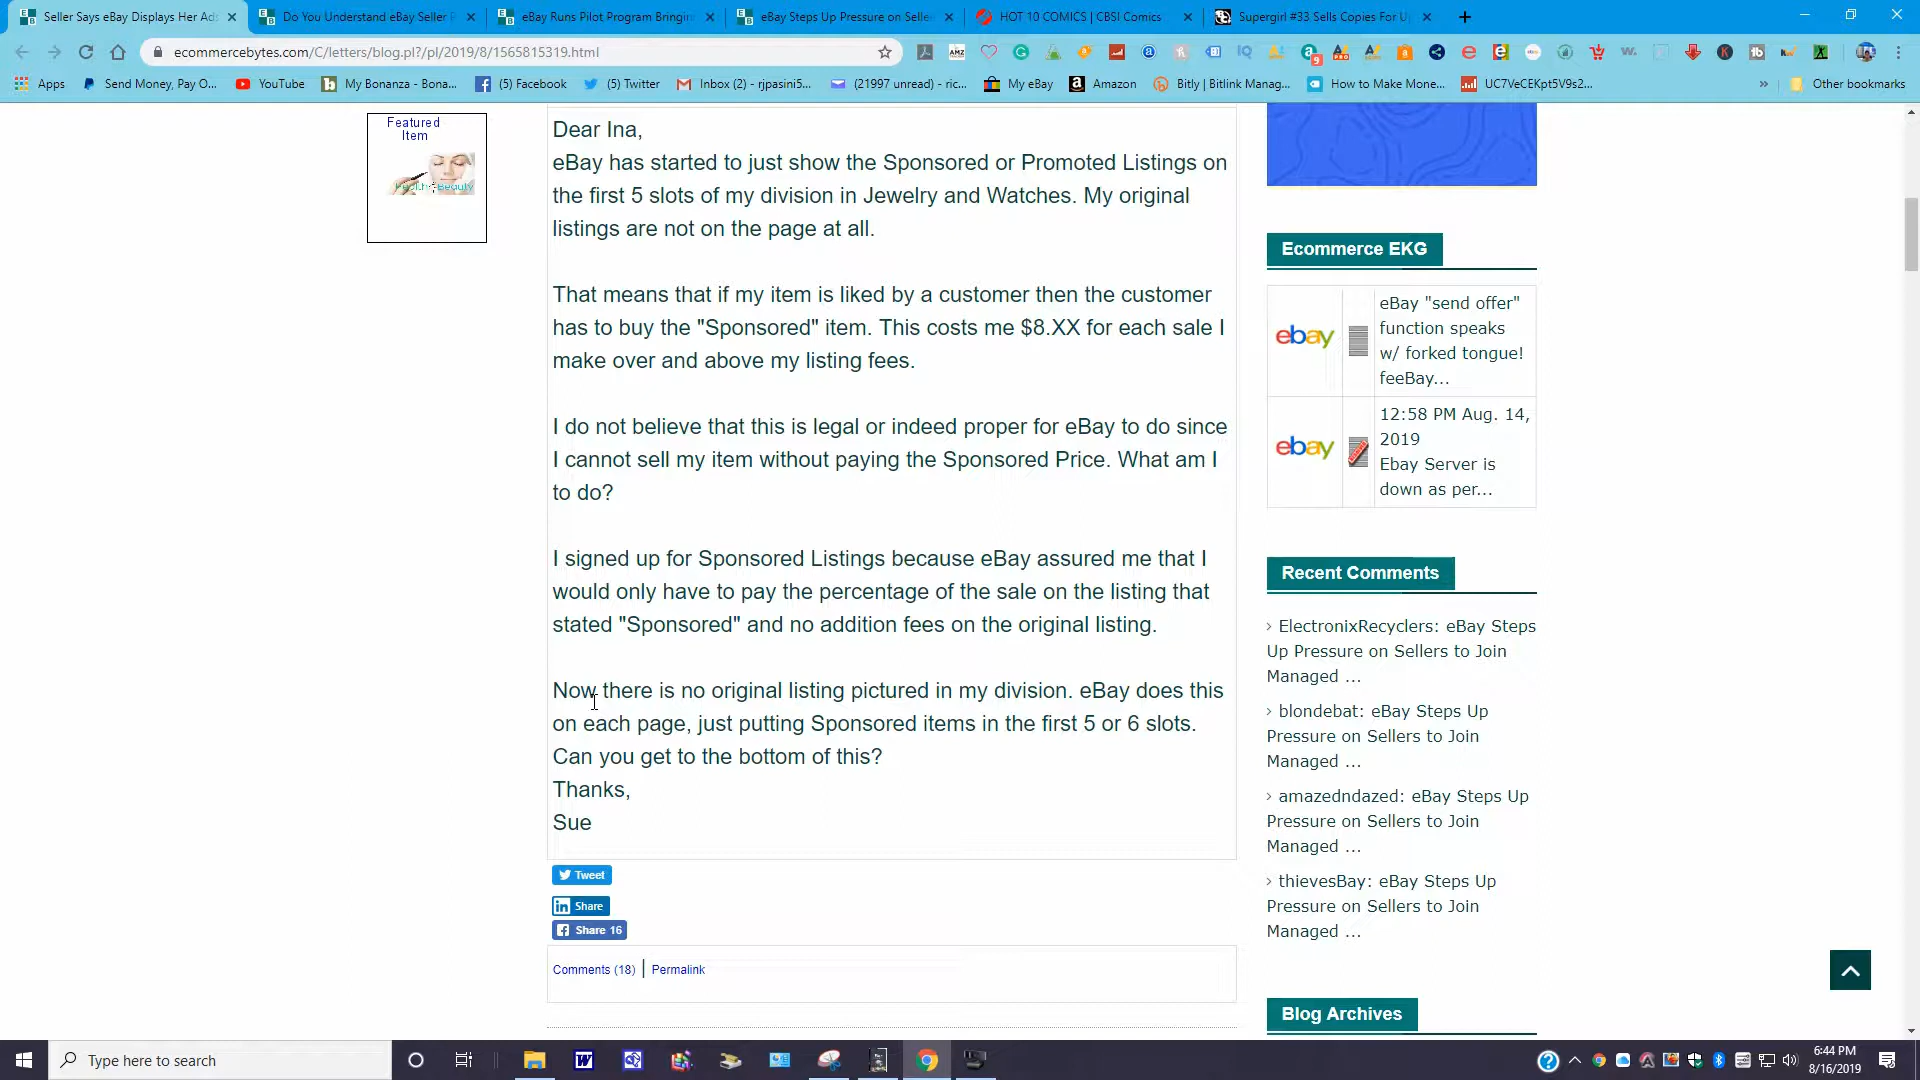 Seller Says eBay Displays Her Ads
Do You Understand eBay Seller P
eBay Runs Pilot Program Bringin
eBay Steps Up Pressure on Selle
HOT 10 COMICS | CBSI Comics
Supergirl #33 Sells Copies For U
ecommercebytes.com/C/letters/blog.pl?/pl/2019/8/1565815319.html
Apps
Send Money, Pay O...
YouTube
My Bonanza - Bona...
(5) Facebook
(5) Twitter
Inbox (2) - rjpasini5...
(21997 unread) - ric...
My eBay
Amazon
Bitly | Bitlink Manag...
How to Make Mone...
UC7VeCEKpt5V9s2...
»
Other bookmarks
Featured
Item
Health & Beauty
Dear Ina,
eBay has started to just show the Sponsored or Promoted Listings on
the first 5 slots of my division in Jewelry and Watches. My original
listings are not on the page at all.
That means that if my item is liked by a customer then the customer
has to buy the "Sponsored" item. This costs me $8.XX for each sale I
make over and above my listing fees.
I do not believe that this is legal or indeed proper for eBay to do since
I cannot sell my item without paying the Sponsored Price. What am I
to do?
I signed up for Sponsored Listings because eBay assured me that I
would only have to pay the percentage of the sale on the listing that
stated "Sponsored" and no addition fees on the original listing.
Now there is no original listing pictured in my division. eBay does this
on each page, just putting Sponsored items in the first 5 or 6 slots.
Can you get to the bottom of this?
Thanks,
Sue
Tweet
Share
Share 16
Comments (18) | Permalink
Ecommerce EKG
ebay
eBay "send offer"
function speaks
w/ forked tongue!
feeBay...
ebay
12:58 PM Aug. 14,
2019
Ebay Server is
down as per...
Recent Comments
› ElectronixRecyclers: eBay Steps
Up Pressure on Sellers to Join
Managed ...
› blondebat: eBay Steps Up
Pressure on Sellers to Join
Managed ...
› amazedndazed: eBay Steps Up
Pressure on Sellers to Join
Managed ...
› thievesBay: eBay Steps Up
Pressure on Sellers to Join
Managed ...
Blog Archives
Type here to search
6:44 PM
8/16/2019